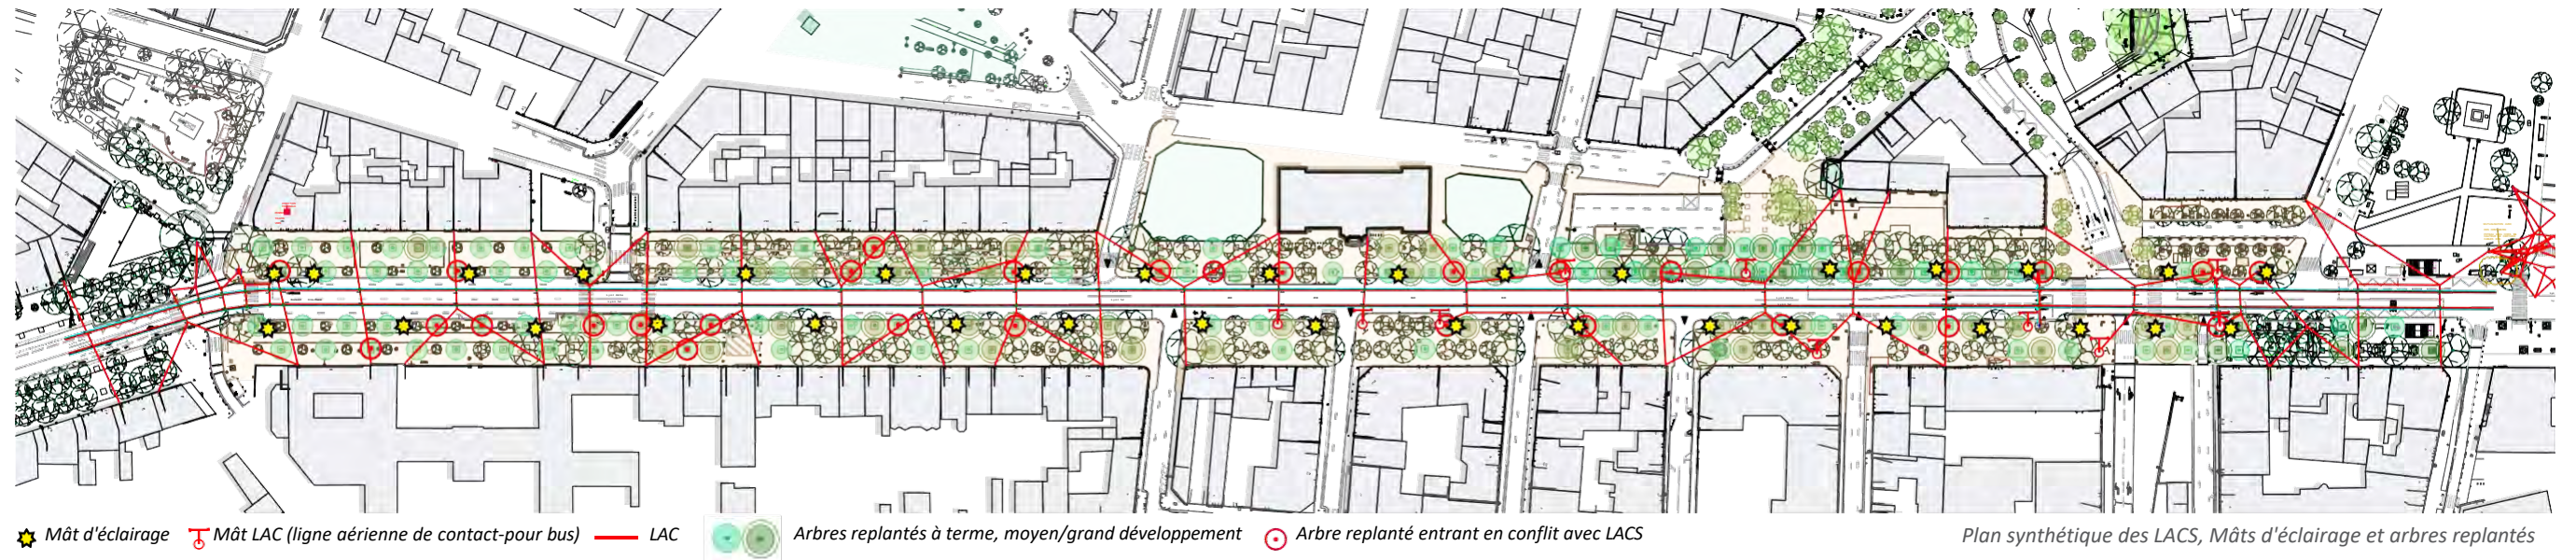 Mât d'éclairage
Mât LAC (ligne aérienne de contact-pour bus)
LAC
Arbres replantés à terme, moyen/grand développement
Arbre replanté entrant en conflit avec LACS
Plan synthétique des LACS, Mâts d'éclairage et arbres replantés